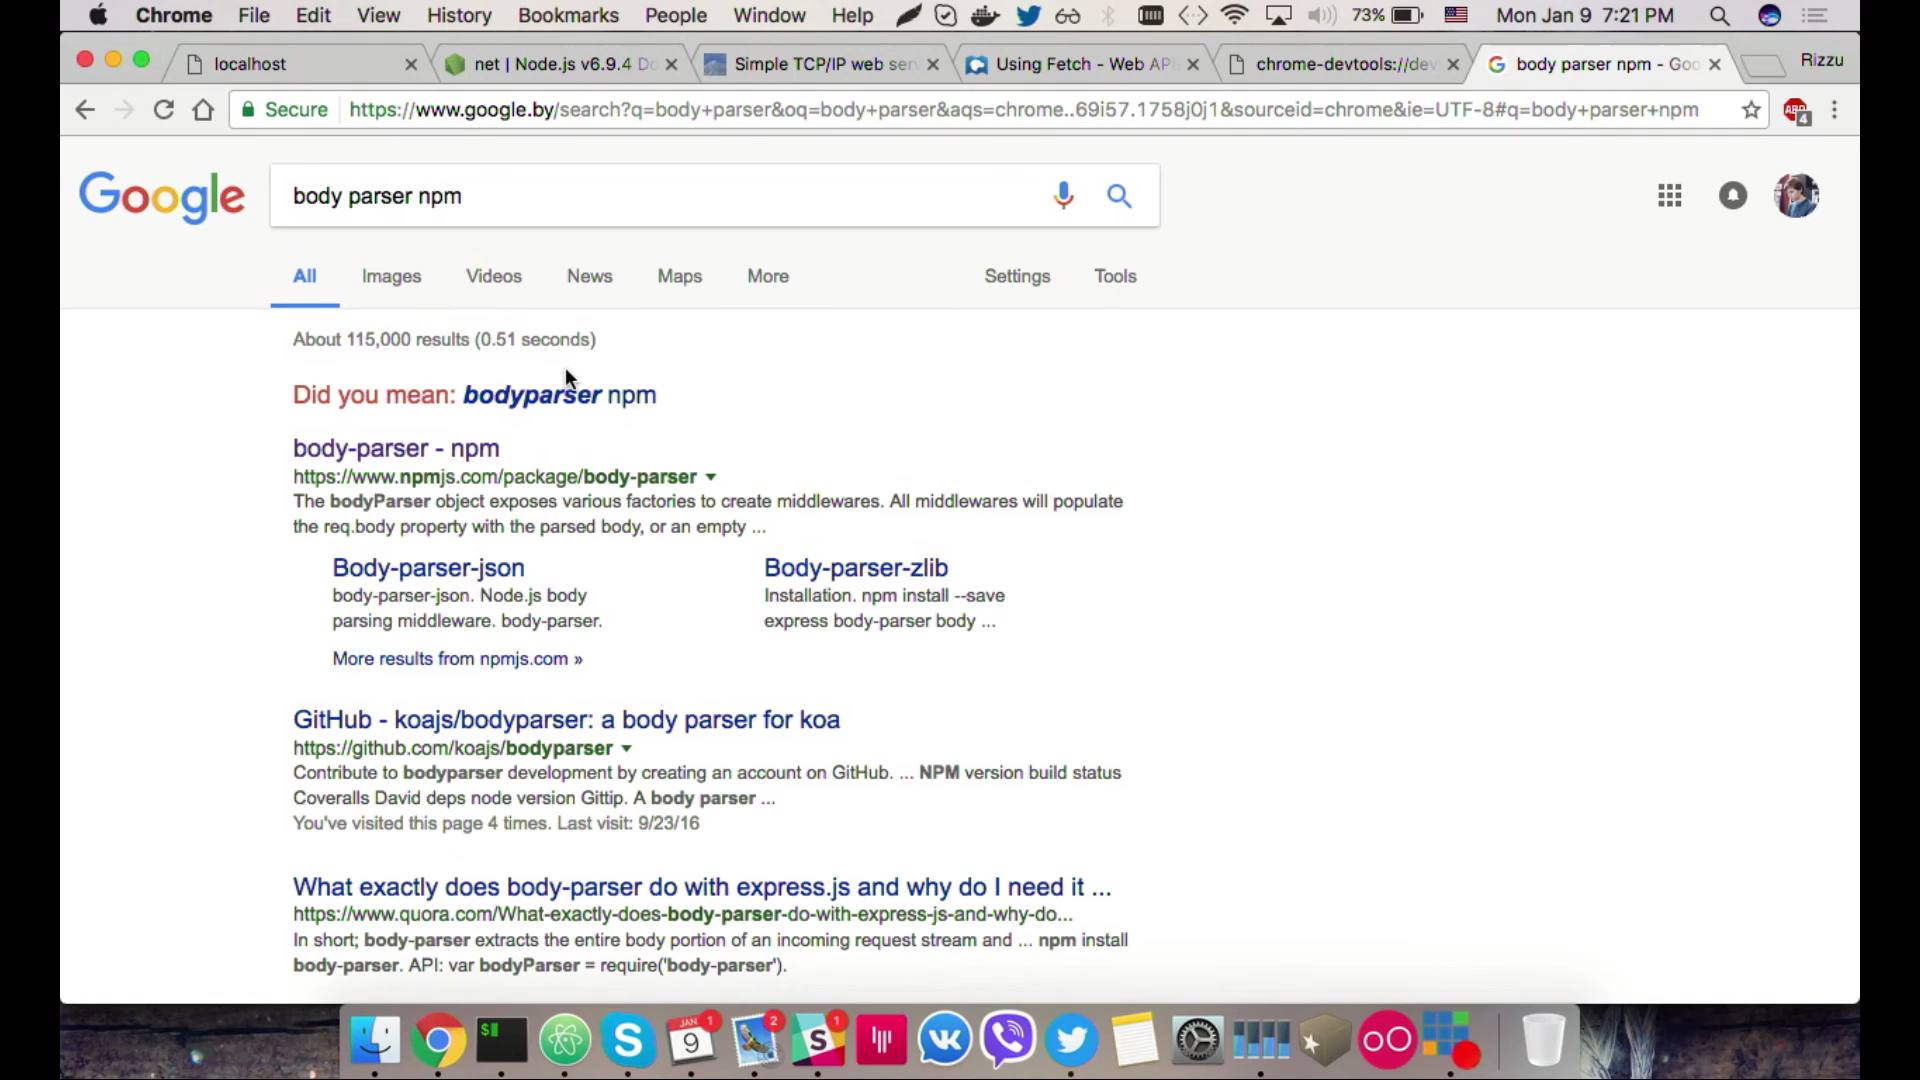 Chrome File Edit View History Bookmarks People Window Help 73% Mon Jan 9 7:21 PM
localhost net | Node.js v6.9.4 Do Simple TCP/IP web serv Using Fetch - Web API chrome-devtools://dev body parser npm - Goo Rizzu
Secure https://www.google.by/search?q=body+parser&oq=body+parser&aqs=chrome..69i57.1758j0j1&sourceid=chrome&ie=UTF-8#q=body+parser+npm ABP 4
Google body parser npm
All Images Videos News Maps More Settings Tools
About 115,000 results (0.51 seconds)
Did you mean: bodyparser npm
body-parser - npm
https://www.npmjs.com/package/body-parser
The bodyParser object exposes various factories to create middlewares. All middlewares will populate
the req.body property with the parsed body, or an empty ...
Body-parser-json
body-parser-json. Node.js body
parsing middleware. body-parser.
Body-parser-zlib
Installation. npm install --save
express body-parser body ...
More results from npmjs.com »
GitHub - koajs/bodyparser: a body parser for koa
https://github.com/koajs/bodyparser
Contribute to bodyparser development by creating an account on GitHub. ... NPM version build status
Coveralls David deps node version Gittip. A body parser ...
You've visited this page 4 times. Last visit: 9/23/16
What exactly does body-parser do with express.js and why do I need it ...
https://www.quora.com/What-exactly-does-body-parser-do-with-express-js-and-why-do...
In short; body-parser extracts the entire body portion of an incoming request stream and ... npm install
body-parser. API: var bodyParser = require('body-parser').
$ S JAN 9 1 2 S 1